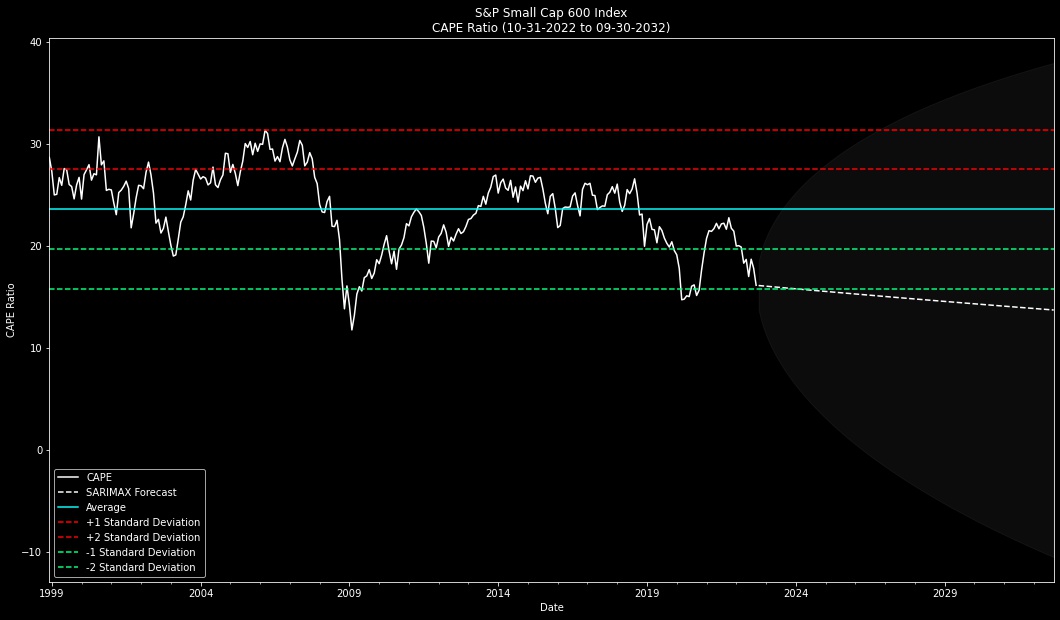 S&P Small Cap 600 Index
CAPE Ratio (10-31-2022 to 09-30-2032)
40
30
20
10
0
−10
CAPE Ratio
CAPE
SARIMAX Forecast
Average
+1 Standard Deviation
+2 Standard Deviation
-1 Standard Deviation
-2 Standard Deviation
1999 2004 2009 2014 2019 2024 2029
Date